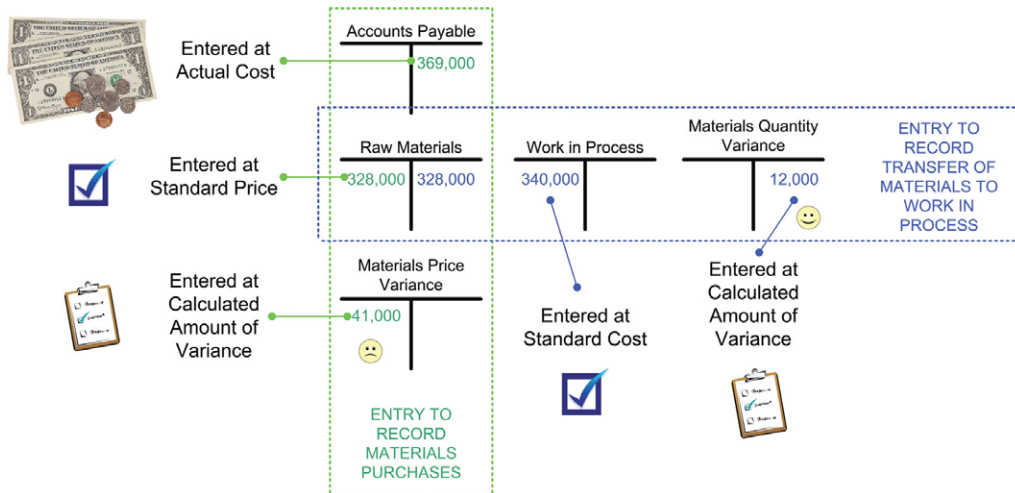 Accounts Payable
369,000
Entered at
Actual Cost
Raw Materials
328,000 328,000
Entered at
Standard Price
Work in Process
340,000
Materials Quantity
Variance
12,000
ENTRY TO
RECORD
TRANSFER OF
MATERIALS TO
WORK IN
PROCESS
Materials Price
Variance
41,000
Entered at
Calculated
Amount of
Variance
Entered at
Standard Cost
Entered at
Calculated
Amount of
Variance
ENTRY TO
RECORD
MATERIALS
PURCHASES